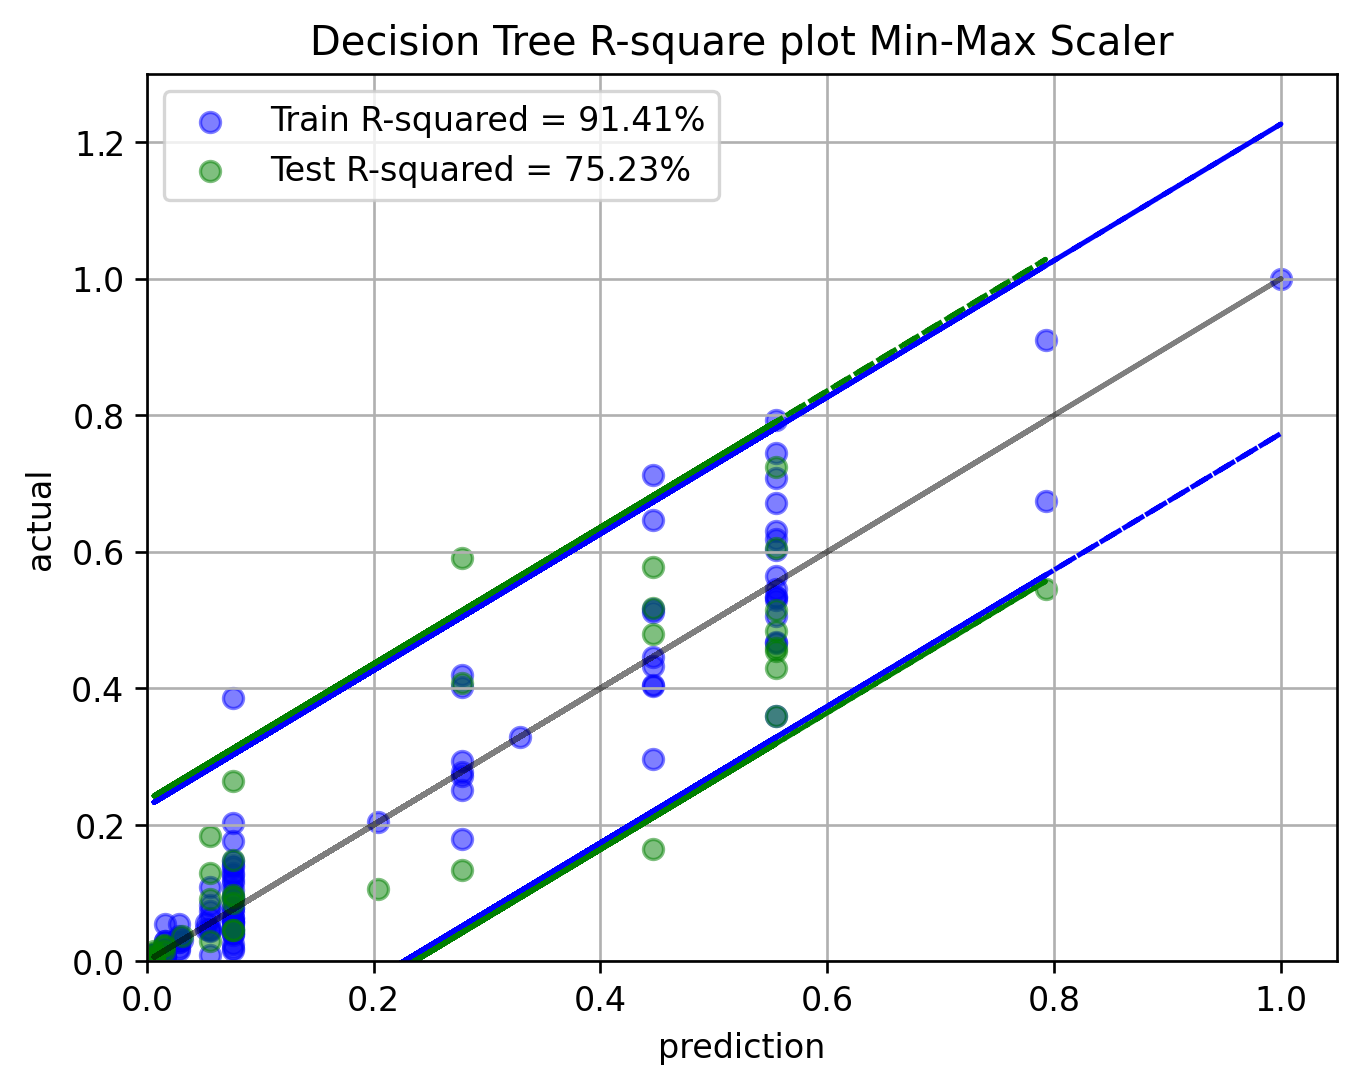 Decision Tree R-square plot Min-Max Scaler
Train R-squared = 91.41%
Test R-squared = 75.23%
1.2
1.0
0.8
0.6
0.4
0.2
0.0
actual
0.0 0.2 0.4 0.6 0.8 1.0
prediction